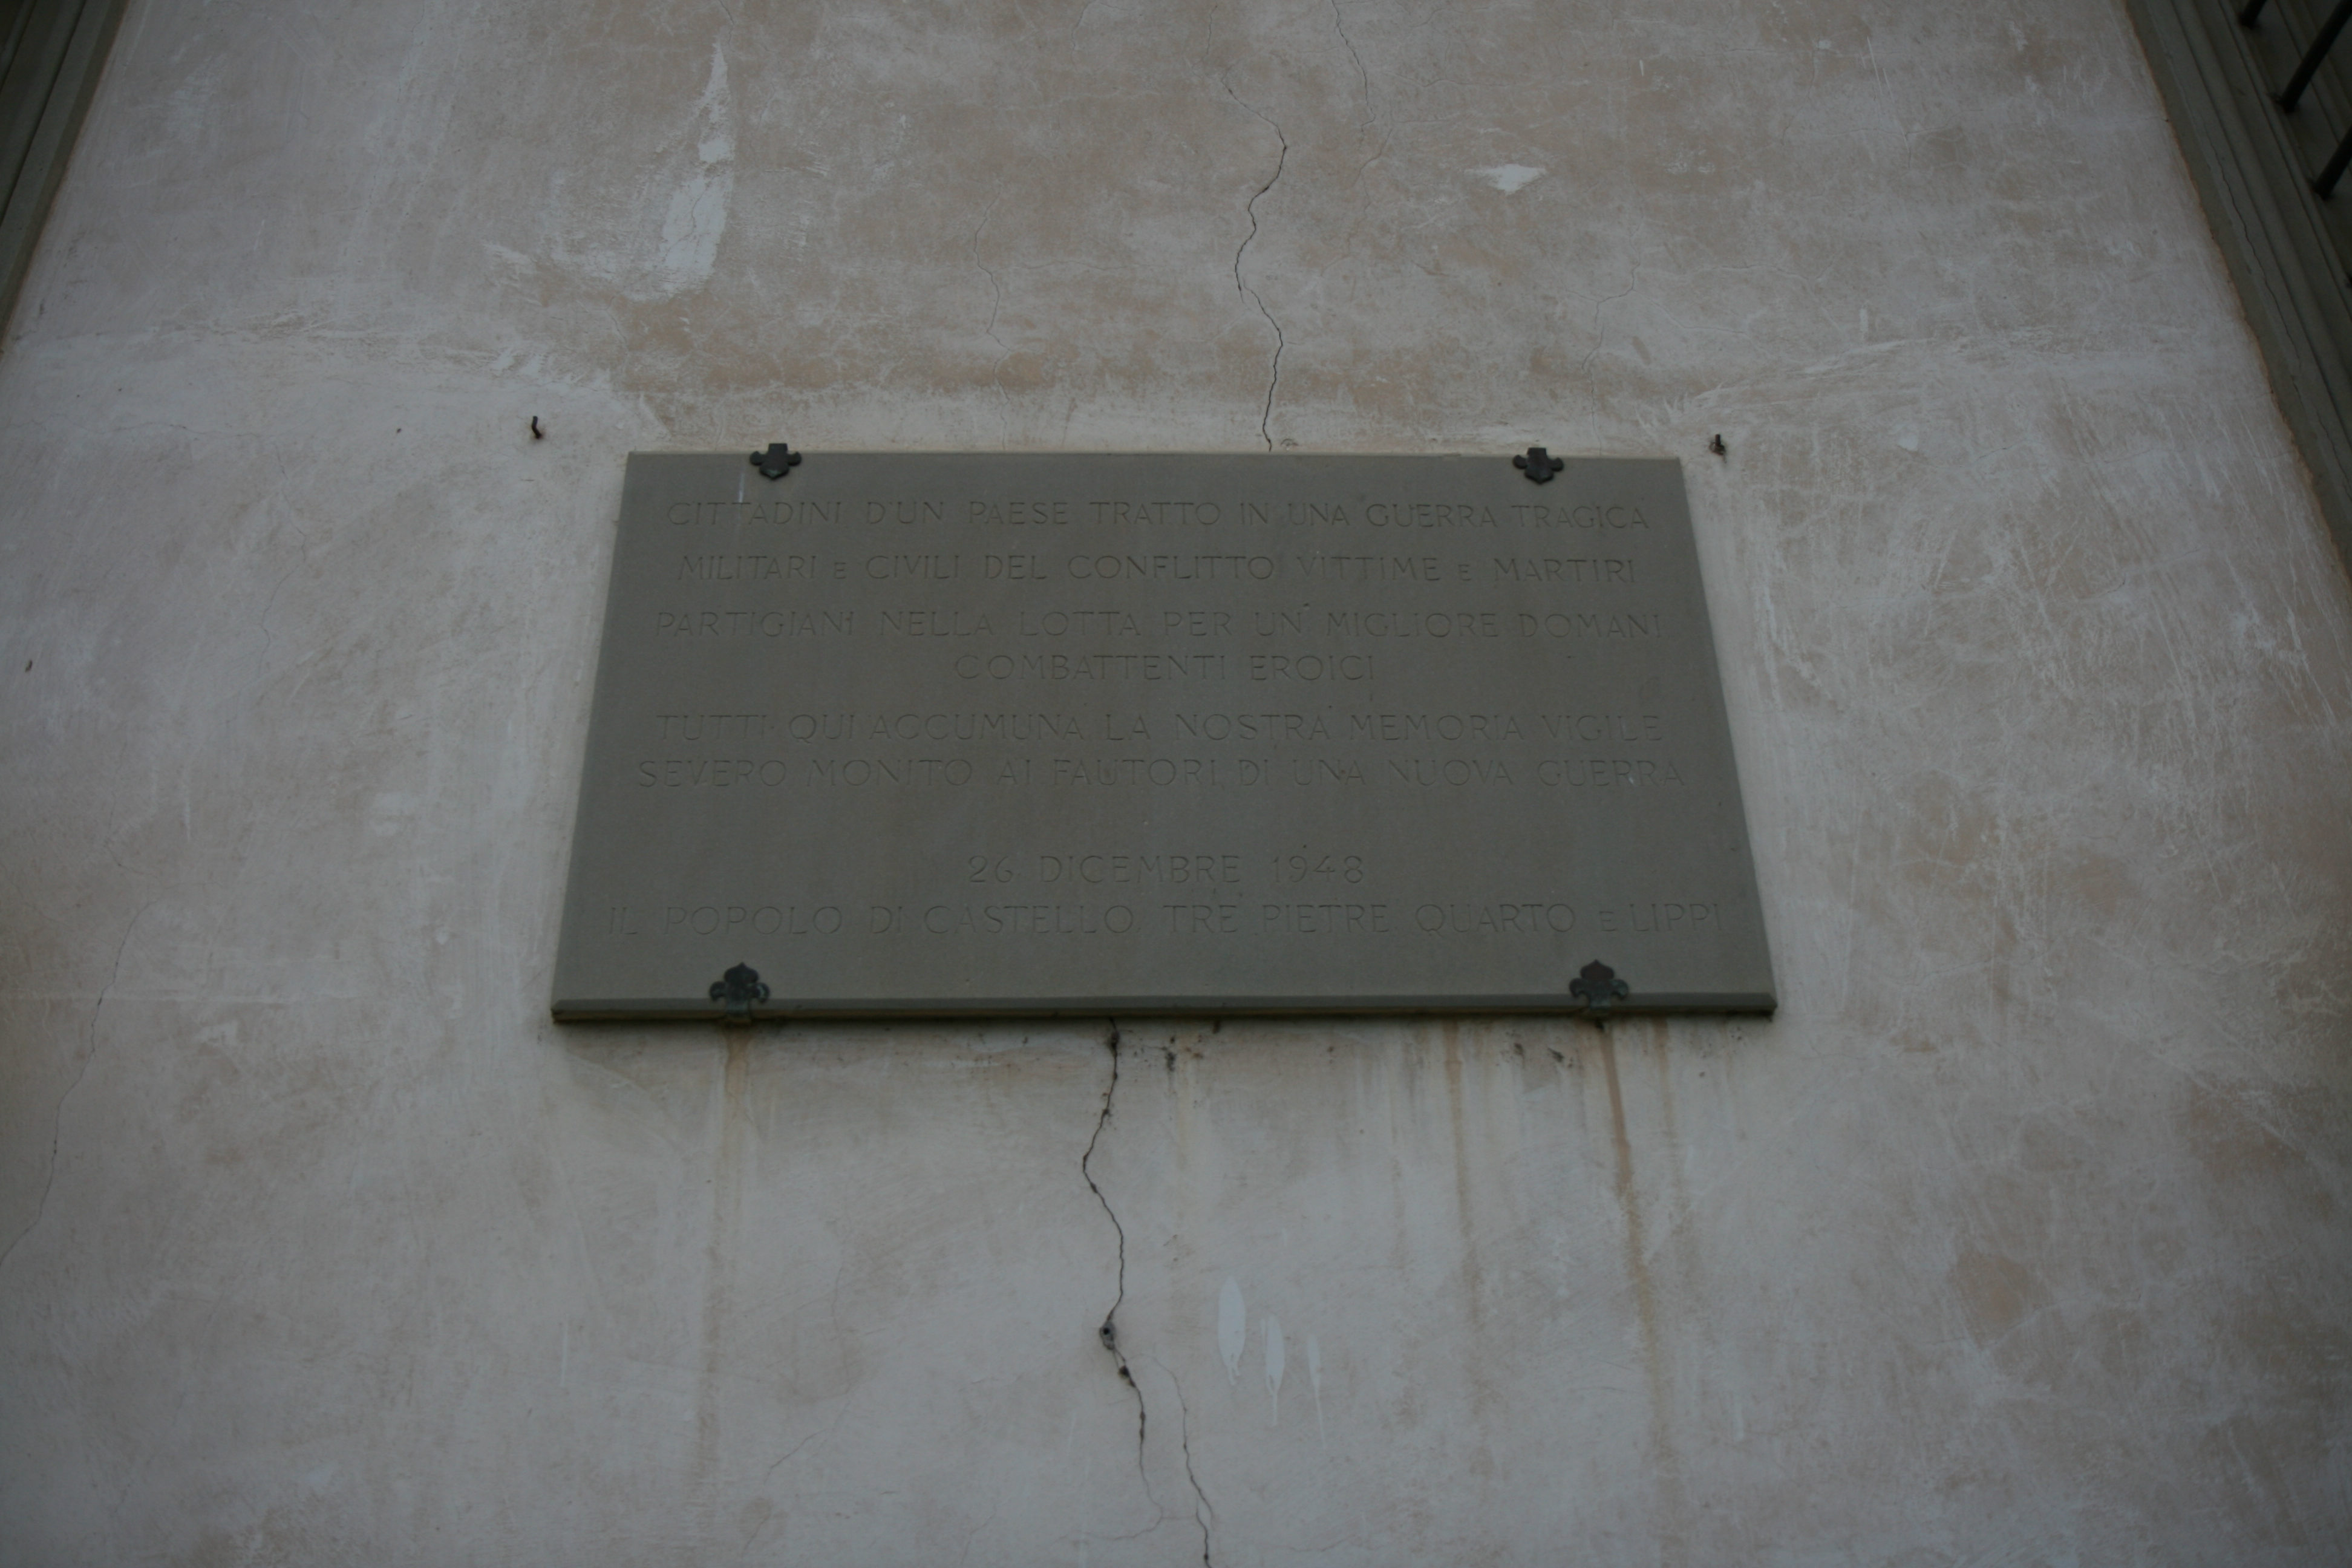 CITTADINI D'UN PAESE TRATTO IN UNA GUERRA TRAGICA
MILITARI E CIVILI DEL CONFLITTO VITTIME E MARTIRI
PARTIGIANI NELLA LOTTA PER UN MIGLIORE DOMANI
COMBATTENTI EROICI
TUTTI QUI ACCUMUNA LA NOSTRA MEMORIA VIGILE
SEVERO MONITO AI FAUTORI DI UNA NUOVA GUERRA
26 DICEMBRE 1948
IL POPOLO DI CASTELLO TRE PIETRE QUARTO E LIPPI